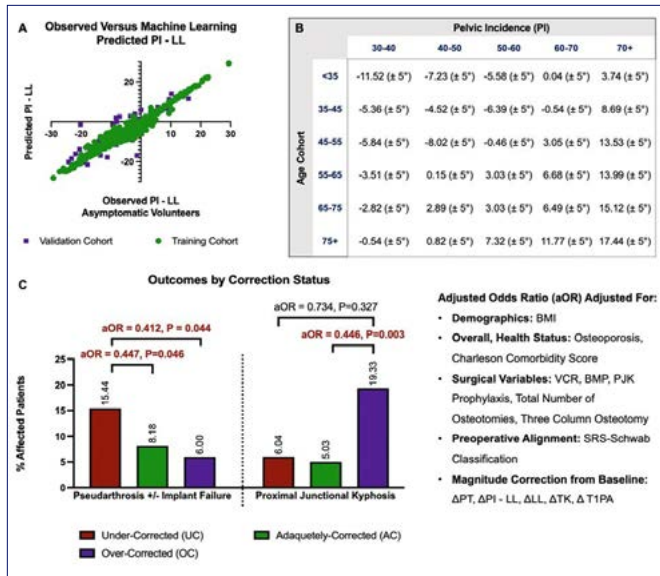 A
Observed Versus Machine Learning
Predicted PI - LL
Predicted PI - LL
20
-30 -20 -10 10 20 30
-20
Observed PI - LL
Asymptomatic Volunteers
Validation Cohort Training Cohort
B
Pelvic Incidence (PI)
30-40 40-50 50-60 60-70 70+
Age Cohort
<35 -11.52 (± 5°) -7.23 (± 5°) -5.58 (± 5°) 0.04 (± 5°) 3.74 (± 5°)
35-45 -5.36 (± 5°) -4.52 (± 5°) -6.39 (± 5°) -0.54 (± 5°) 8.69 (± 5°)
45-55 -5.84 (± 5°) -8.02 (± 5°) -0.46 (± 5°) 3.05 (± 5°) 13.53 (± 5°)
55-65 -3.51 (± 5°) 0.15 (± 5°) 3.03 (± 5°) 6.68 (± 5°) 13.99 (± 5°)
65-75 -2.82 (± 5°) 2.89 (± 5°) 3.03 (± 5°) 6.49 (± 5°) 15.12 (± 5°)
75+ -0.54 (± 5°) 0.82 (± 5°) 7.32 (± 5°) 11.77 (± 5°) 17.44 (± 5°)
C
Outcomes by Correction Status
aOR = 0.734, P=0.327
aOR = 0.412, P = 0.044
aOR = 0.446, P=0.003
aOR = 0.447, P=0.046
% Affected Patients
25
20
15
10
5
0
15.44
8.18
6.00
6.04
5.03
19.33
Pseudarthrosis +/- Implant Failure
Proximal Junctional Kyphosis
Under-Corrected (UC)
Adaquetely-Corrected (AC)
Over-Corrected (OC)
Adjusted Odds Ratio (aOR) Adjusted For:
• Demographics: BMI
• Overall, Health Status: Osteoporosis,
Charleson Comorbidity Score
• Surgical Variables: VCR, BMP, PJK
Prophylaxis, Total Number of
Osteotomies, Three Column Osteotomy
• Preoperative Alignment: SRS-Schwab
Classification
• Magnitude Correction from Baseline:
ΔPT, ΔPI - LL, ΔLL, ΔTK, Δ T1PA